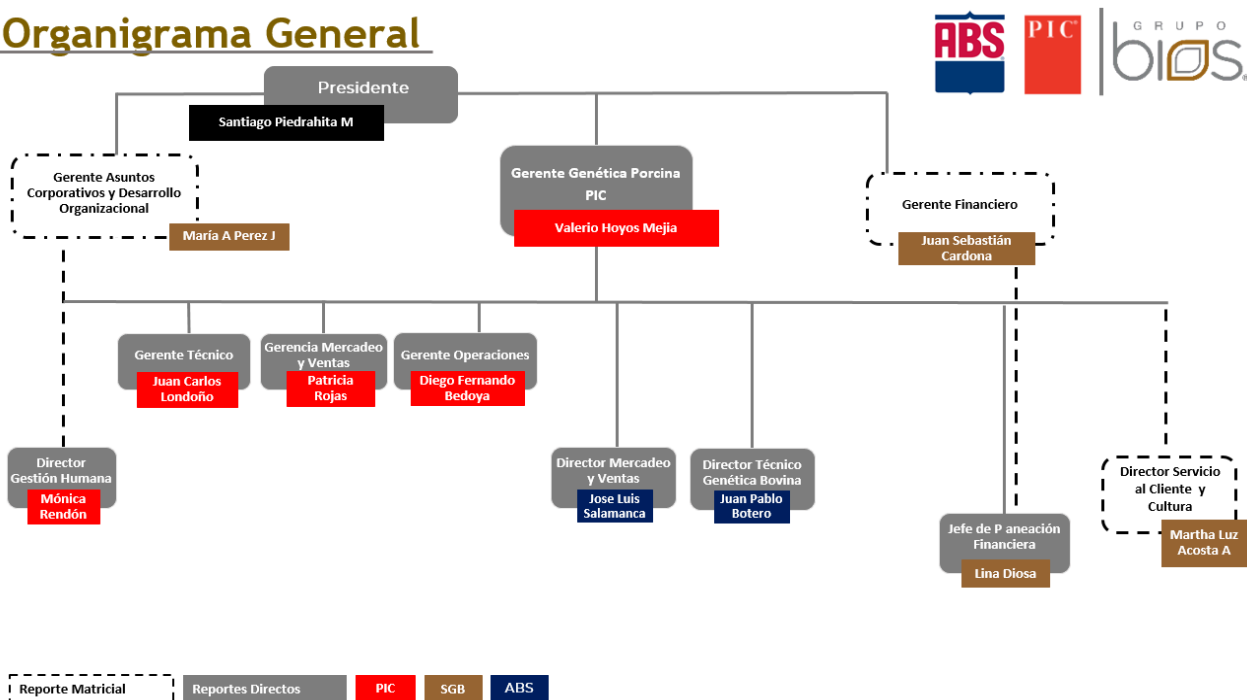 Organigrama General
ABS
PIC
GRUPO
bios
Presidente
Santiago Piedrahita M
Gerente Asuntos
Corporativos y Desarrollo
Organizacional
María A Perez J
Gerente Genética Porcina
PIC
Valerio Hoyos Mejia
Gerente Financiero
Juan Sebastián
Cardona
Gerente Técnico
Juan Carlos
Londoño
Gerencia Mercadeo
y Ventas
Patricia
Rojas
Gerente Operaciones
Diego Fernando
Bedoya
Director
Gestión Humana
Mónica
Rendón
Director Mercadeo
y Ventas
Jose Luis
Salamanca
Director Técnico
Genética Bovina
Juan Pablo
Botero
Jefe de P aneación
Financiera
Lina Diosa
Director Servicio
al Cliente y
Cultura
Martha Luz
Acosta A
Reporte Matricial
Reportes Directos
PIC
SGB
ABS